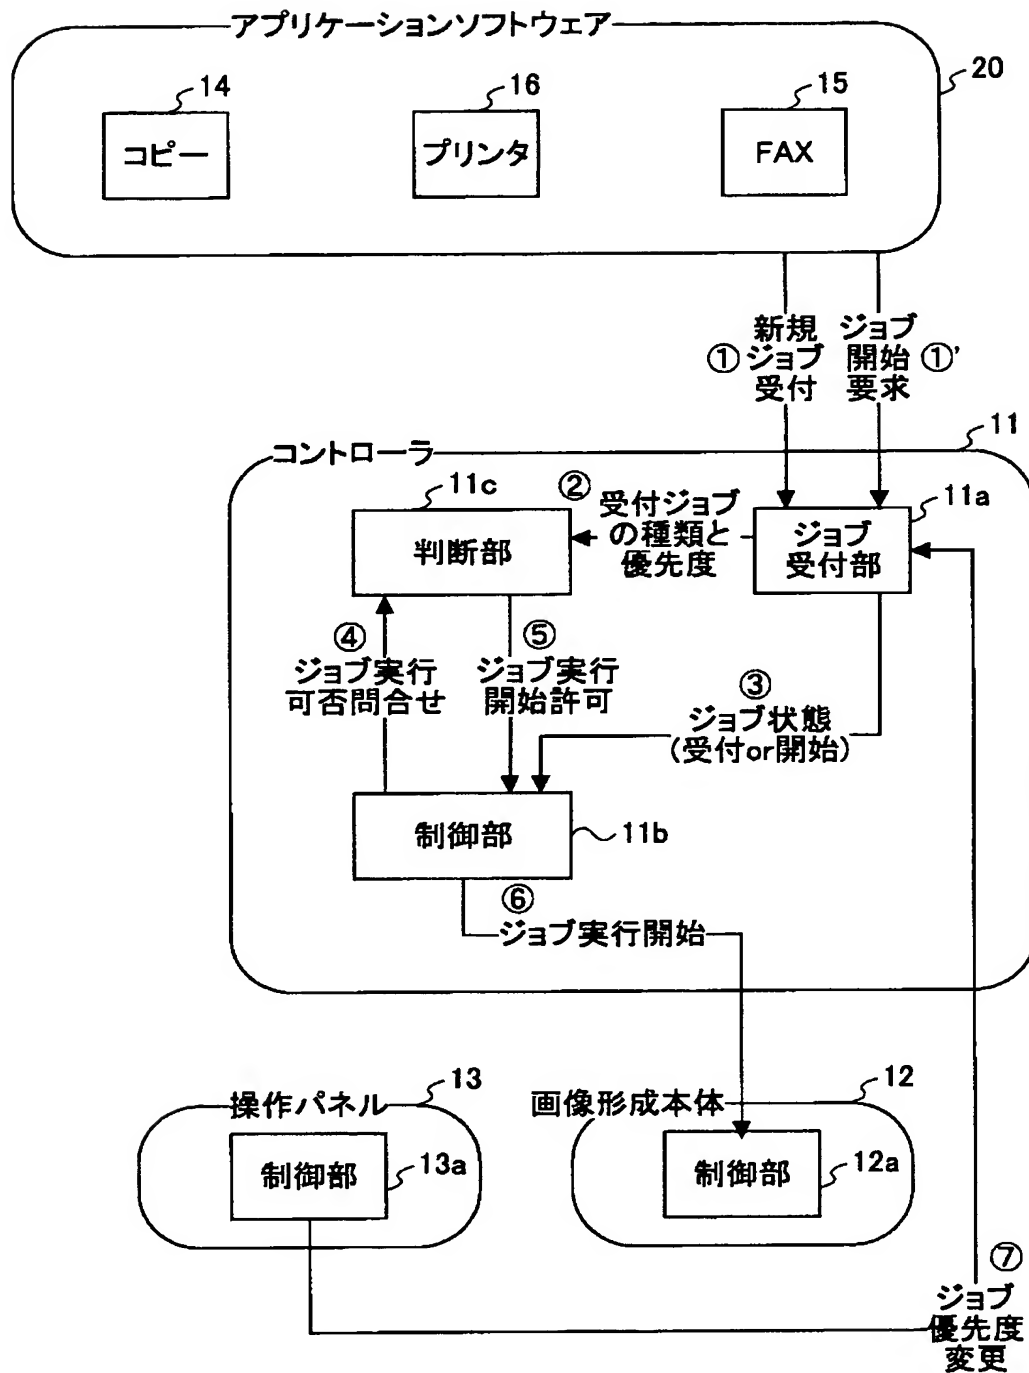 アプリケーションソフトウェア
20
14
16
15
コピー
プリンタ
FAX
①
新規
ジョブ
受付
ジョブ
開始
要求
①'
11
コントローラ
11c
②
11a
判断部
受付ジョブ
の種類と
優先度
ジョブ
受付部
④
ジョブ実行
可否問合せ
⑤
ジョブ実行
開始許可
③
ジョブ状態
(受付or開始)
制御部
11b
⑥
ジョブ実行開始
操作パネル
13
画像形成本体
12
制御部
13a
制御部
12a
⑦
ジョブ
優先度
変更